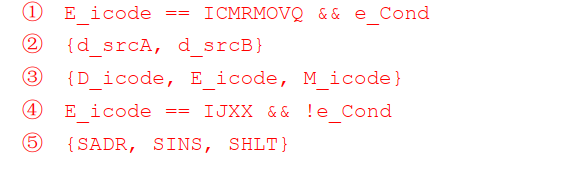 ① E_icode == ICMRMOVQ && e_Cond
② {d_srcA, d_srcB}
③ {D_icode, E_icode, M_icode}
④ E_icode == IJXX && !e_Cond
⑤ {SADR, SINS, SHLT}